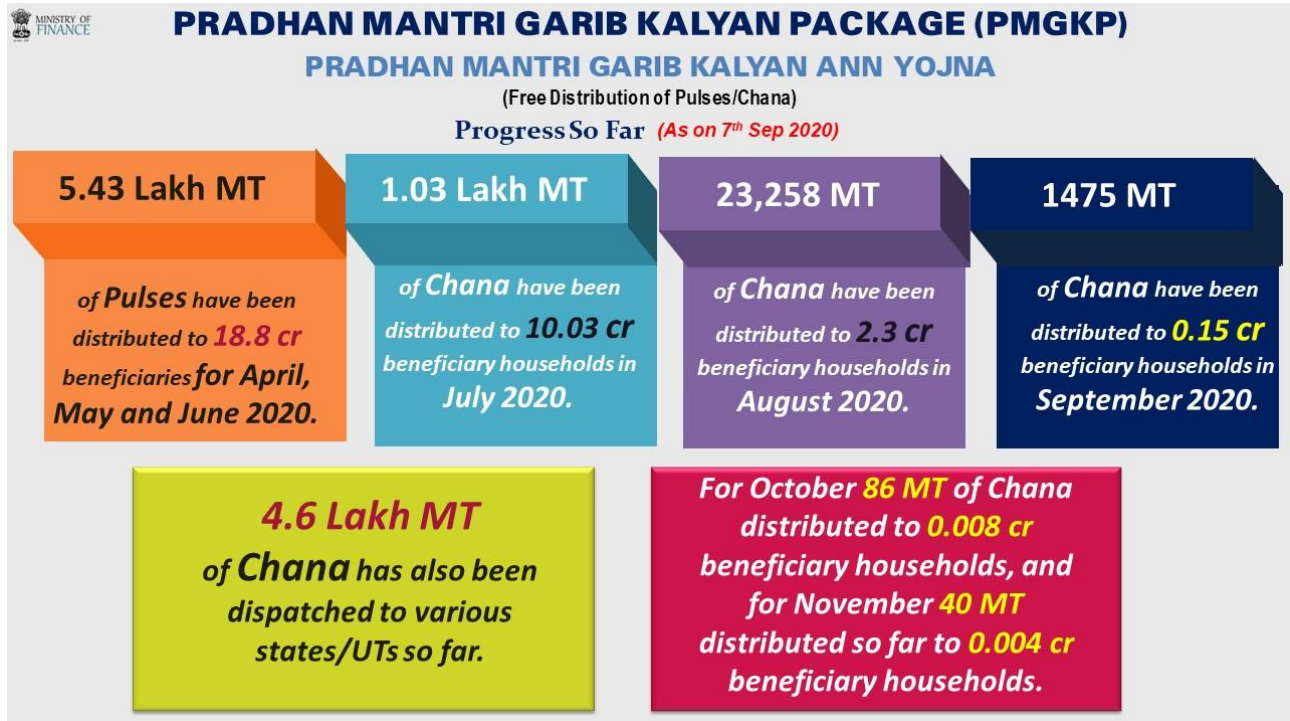 MINISTRY OF
FINANCE
PRADHAN MANTRI GARIB KALYAN PACKAGE (PMGKP)
PRADHAN MANTRI GARIB KALYAN ANN YOJNA
(Free Distribution of Pulses/Chana)
Progress So Far (As on 7th Sep 2020)
5.43 Lakh MT
of Pulses have been
distributed to 18.8 cr
beneficiaries for April,
May and June 2020.
1.03 Lakh MT
of Chana have been
distributed to 10.03 cr
beneficiary households in
July 2020.
23,258 MT
of Chana have been
distributed to 2.3 cr
beneficiary households in
August 2020.
1475 MT
of Chana have been
distributed to 0.15 cr
beneficiary households in
September 2020.
4.6 Lakh MT
of Chana has also been
dispatched to various
states/UTs so far.
For October 86 MT of Chana
distributed to 0.008 cr
beneficiary households, and
for November 40 MT
distributed so far to 0.004 cr
beneficiary households.